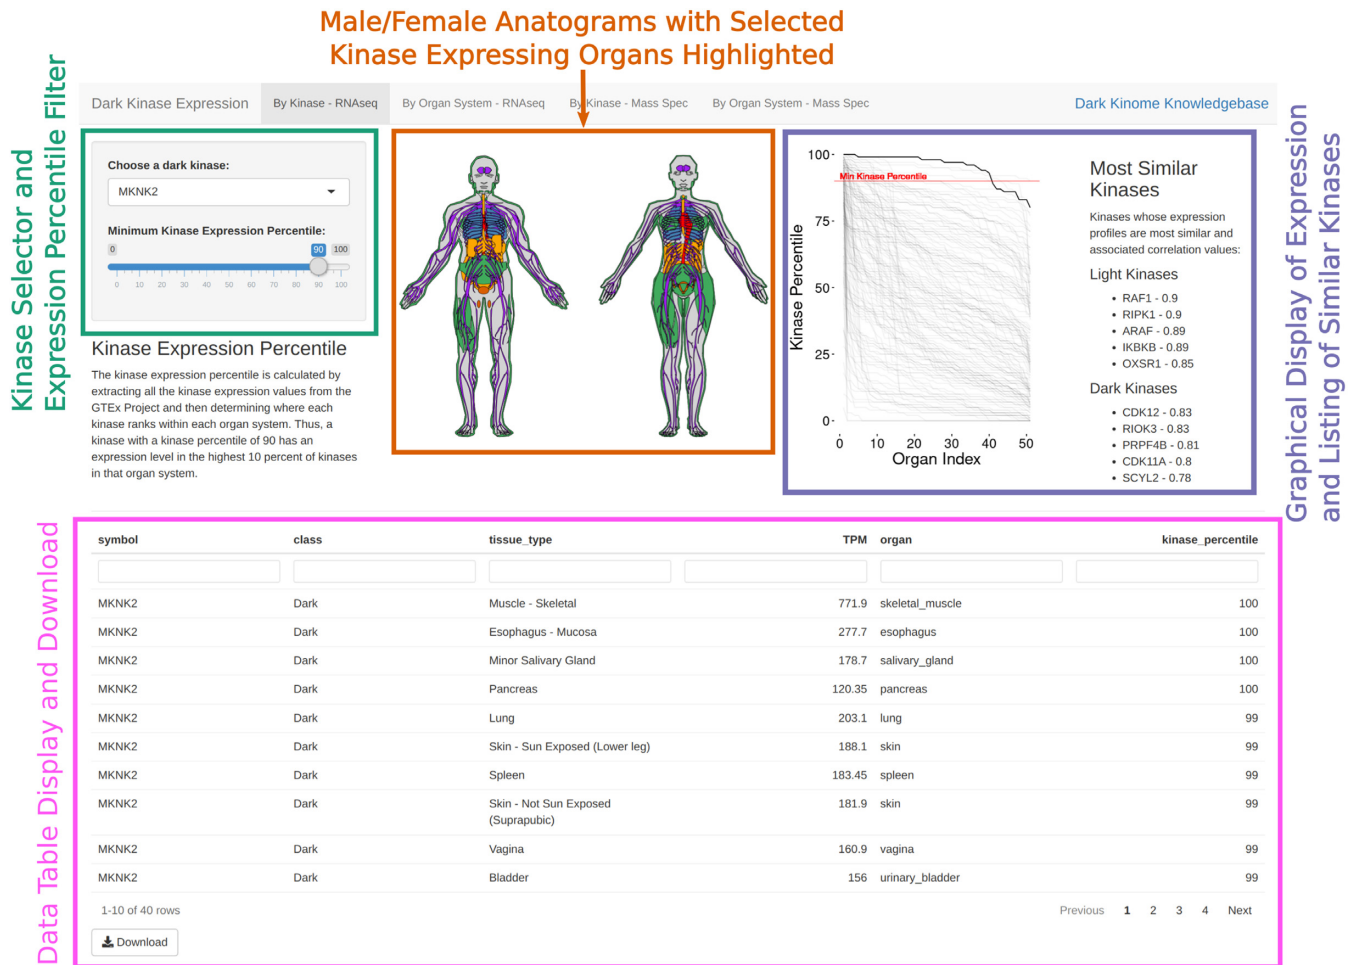 Male/Female Anatograms with Selected
Kinase Expressing Organs Highlighted
Kinase Selector and
Expression Percentile Filter
Dark Kinase Expression
By Kinase - RNAseq
By Organ System - RNAseq
By Kinase - Mass Spec
By Organ System - Mass Spec
Dark Kinome Knowledgebase
Choose a dark kinase:
MKNK2
Minimum Kinase Expression Percentile:
0 90 100
0 10 20 30 40 50 60 70 80 90 100
Kinase Expression Percentile
The kinase expression percentile is calculated by
extracting all the kinase expression values from the
GTEx Project and then determining where each
kinase ranks within each organ system. Thus, a
kinase with a kinase percentile of 90 has an
expression level in the highest 10 percent of kinases
in that organ system.
Kinase Percentile
100
75
50
25
0
Min Kinase Percentile
0 10 20 30 40 50
Organ Index
Most Similar
Kinases
Kinases whose expression
profiles are most similar and
associated correlation values:
Light Kinases
• RAF1 - 0.9
• RIPK1 - 0.9
• ARAF - 0.89
• IKBKB - 0.89
• OXSR1 - 0.85
Dark Kinases
• CDK12 - 0.83
• RIOK3 - 0.83
• PRPF4B - 0.81
• CDK11A - 0.8
• SCYL2 - 0.78
Graphical Display of Expression
and Listing of Similar Kinases
Data Table Display and Download
symbol class tissue_type TPM organ kinase_percentile
MKNK2 Dark Muscle - Skeletal 771.9 skeletal_muscle 100
MKNK2 Dark Esophagus - Mucosa 277.7 esophagus 100
MKNK2 Dark Minor Salivary Gland 178.7 salivary_gland 100
MKNK2 Dark Pancreas 120.35 pancreas 100
MKNK2 Dark Lung 203.1 lung 99
MKNK2 Dark Skin - Sun Exposed (Lower leg) 188.1 skin 99
MKNK2 Dark Spleen 183.45 spleen 99
MKNK2 Dark Skin - Not Sun Exposed 181.9 skin 99
(Suprapubic)
MKNK2 Dark Vagina 160.9 vagina 99
MKNK2 Dark Bladder 156 urinary_bladder 99
1-10 of 40 rows
Previous 1 2 3 4 Next
Download